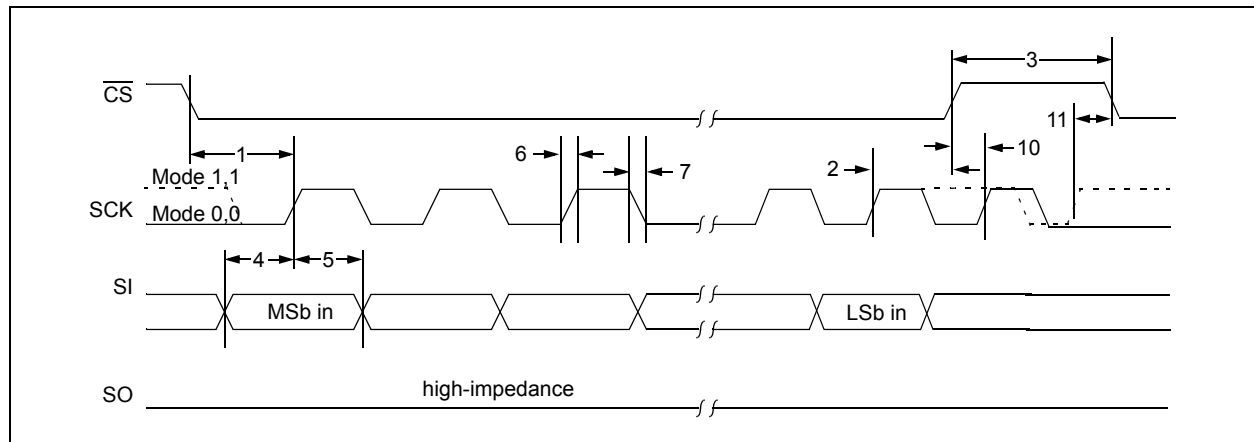 3
CS
11
1
6
7
2
10
Mode 1,1
SCK
Mode 0,0
4
5
SI
MSb in
LSb in
SO
high-impedance